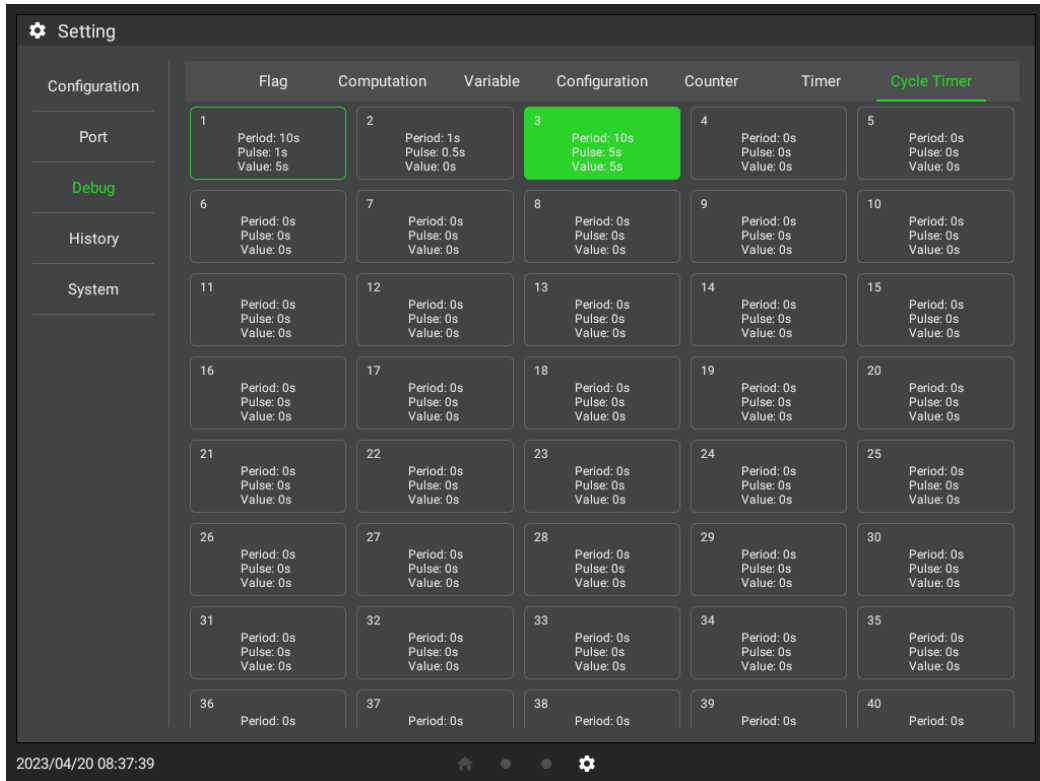 Setting
Configuration
Port
Debug
History
System
Flag Computation Variable Configuration Counter Timer Cycle Timer
1
Period: 10s
Pulse: 1s
Value: 5s
2
Period: 1s
Pulse: 0.5s
Value: 0s
3
Period: 10s
Pulse: 5s
Value: 5s
4
Period: 0s
Pulse: 0s
Value: 0s
5
Period: 0s
Pulse: 0s
Value: 0s
6
Period: 0s
Pulse: 0s
Value: 0s
7
Period: 0s
Pulse: 0s
Value: 0s
8
Period: 0s
Pulse: 0s
Value: 0s
9
Period: 0s
Pulse: 0s
Value: 0s
10
Period: 0s
Pulse: 0s
Value: 0s
11
Period: 0s
Pulse: 0s
Value: 0s
12
Period: 0s
Pulse: 0s
Value: 0s
13
Period: 0s
Pulse: 0s
Value: 0s
14
Period: 0s
Pulse: 0s
Value: 0s
15
Period: 0s
Pulse: 0s
Value: 0s
16
Period: 0s
Pulse: 0s
Value: 0s
17
Period: 0s
Pulse: 0s
Value: 0s
18
Period: 0s
Pulse: 0s
Value: 0s
19
Period: 0s
Pulse: 0s
Value: 0s
20
Period: 0s
Pulse: 0s
Value: 0s
21
Period: 0s
Pulse: 0s
Value: 0s
22
Period: 0s
Pulse: 0s
Value: 0s
23
Period: 0s
Pulse: 0s
Value: 0s
24
Period: 0s
Pulse: 0s
Value: 0s
25
Period: 0s
Pulse: 0s
Value: 0s
26
Period: 0s
Pulse: 0s
Value: 0s
27
Period: 0s
Pulse: 0s
Value: 0s
28
Period: 0s
Pulse: 0s
Value: 0s
29
Period: 0s
Pulse: 0s
Value: 0s
30
Period: 0s
Pulse: 0s
Value: 0s
31
Period: 0s
Pulse: 0s
Value: 0s
32
Period: 0s
Pulse: 0s
Value: 0s
33
Period: 0s
Pulse: 0s
Value: 0s
34
Period: 0s
Pulse: 0s
Value: 0s
35
Period: 0s
Pulse: 0s
Value: 0s
36
Period: 0s
37
Period: 0s
38
Period: 0s
39
Period: 0s
40
Period: 0s
2023/04/20 08:37:39